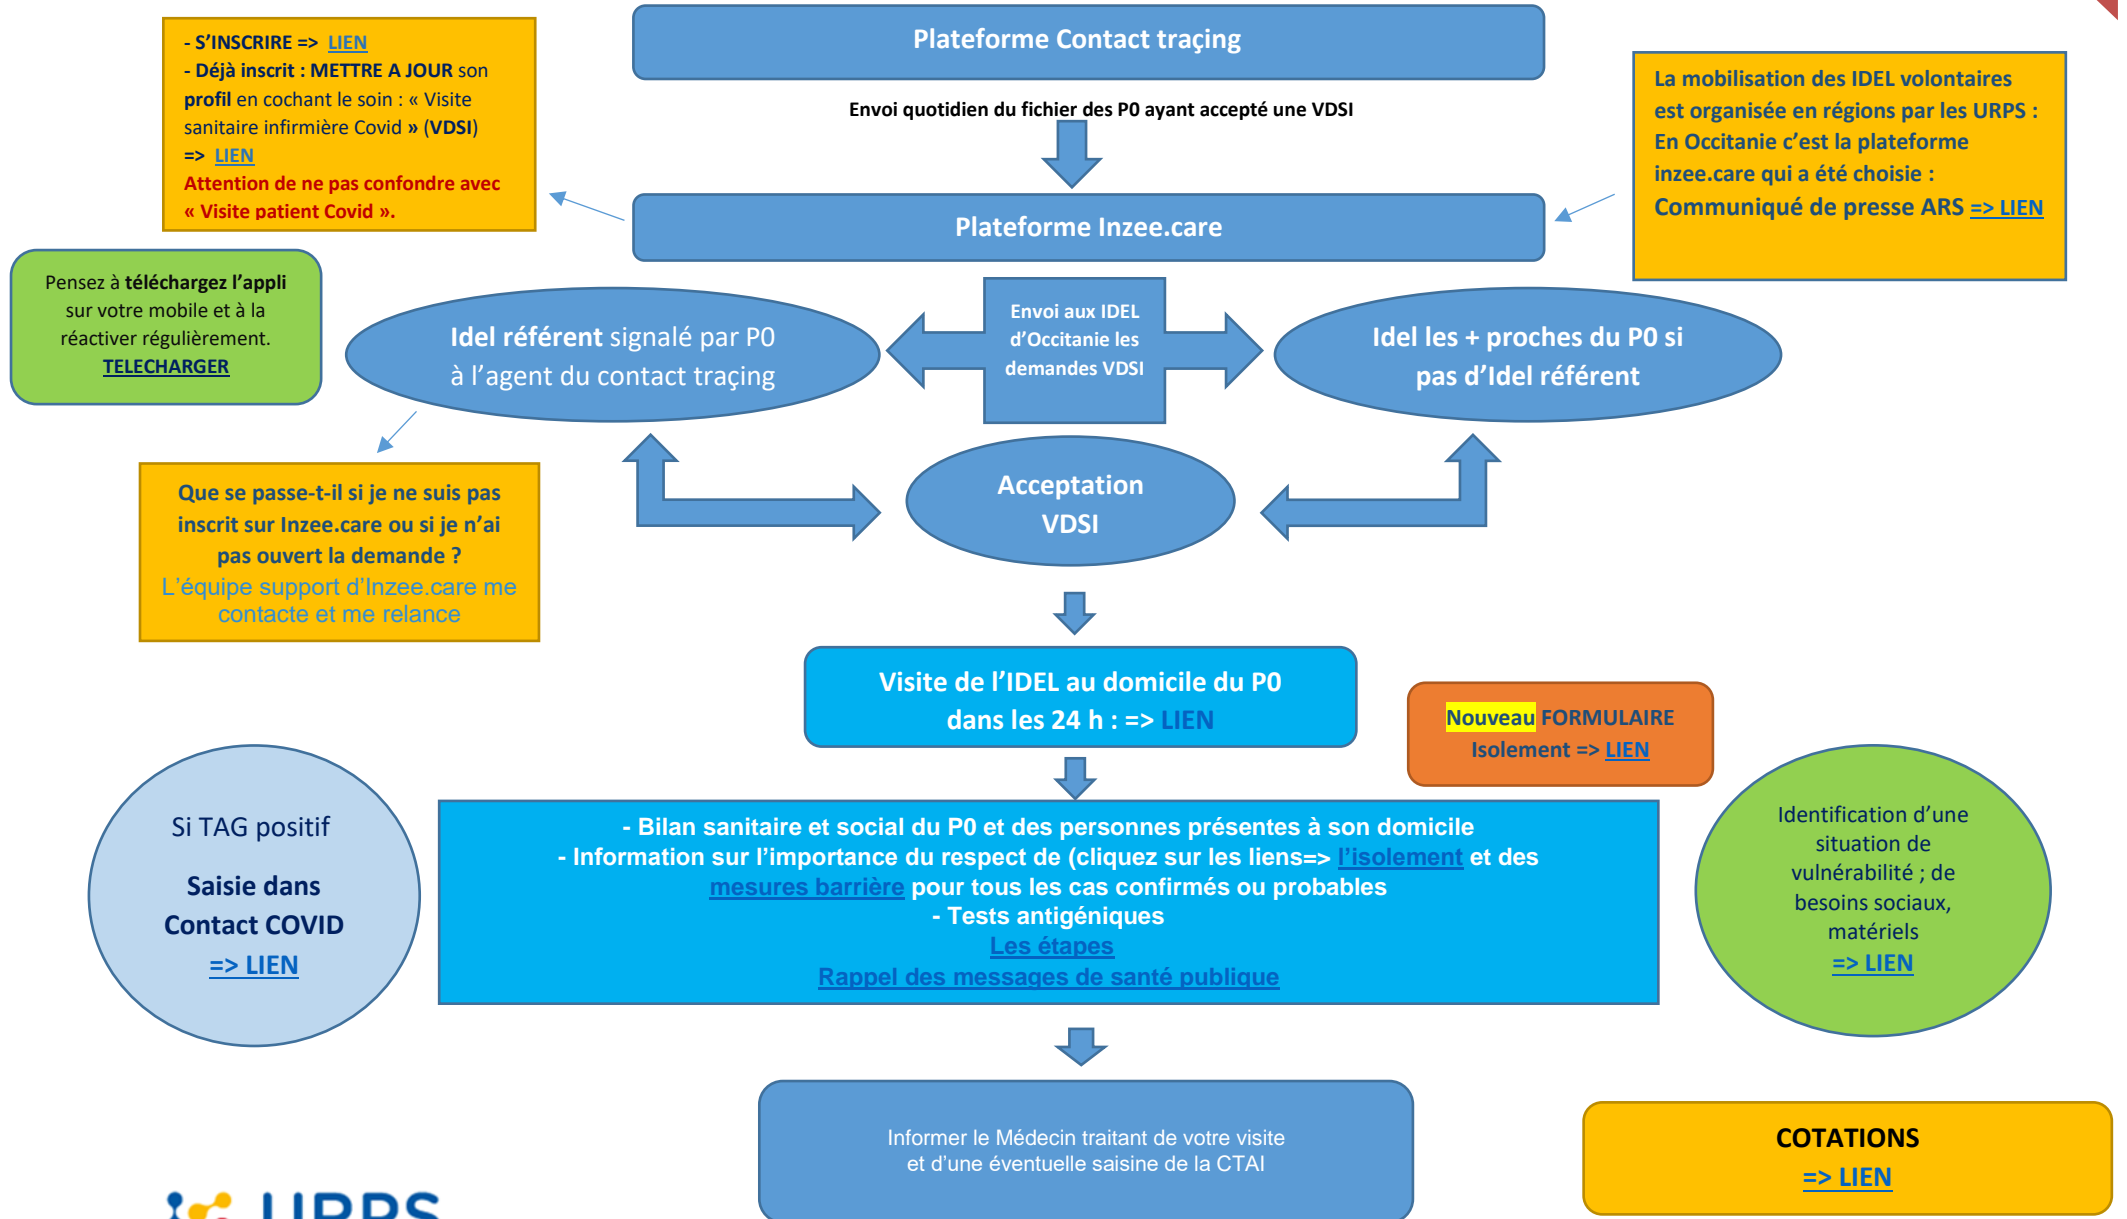 Plateforme Contact traçing
- S'INSCRIRE => LIEN
- Déjà inscrit : METTRE A JOUR son
profil en cochant le soin : « Visite
sanitaire infirmière Covid » (VDSI)
=> LIEN
Attention de ne pas confondre avec
« Visite patient Covid ».
Envoi quotidien du fichier des P0 ayant accepté une VDSI
La mobilisation des IDEL volontaires
est organisée en régions par les URPS :
En Occitanie c'est la plateforme
inzee.care qui a été choisie :
Communiqué de presse ARS => LIEN
Plateforme Inzee.care
Pensez à téléchargez l'appli
sur votre mobile et à la
réactiver régulièrement.
TELECHARGER
Idel référent signalé par P0
à l'agent du contact traçing
Envoi aux IDEL
d'Occitanie les
demandes VDSI
Idel les + proches du P0 si
pas d'Idel référent
Que se passe-t-il si je ne suis pas
inscrit sur Inzee.care ou si je n'ai
pas ouvert la demande ?
L'équipe support d'Inzee.care me
contacte et me relance
Acceptation
VDSI
Visite de l'IDEL au domicile du P0
dans les 24 h : => LIEN
Nouveau FORMULAIRE
Isolement => LIEN
Si TAG positif
Saisie dans
Contact COVID
=> LIEN
- Bilan sanitaire et social du P0 et des personnes présentes à son domicile
- Information sur l'importance du respect de (cliquez sur les liens=> l'isolement et des
mesures barrière pour tous les cas confirmés ou probables
- Tests antigéniques
Les étapes
Rappel des messages de santé publique
Identification d'une
situation de
vulnérabilité ; de
besoins sociaux,
matériels
=> LIEN
Informer le Médecin traitant de votre visite
et d'une éventuelle saisine de la CTAI
COTATIONS
=> LIEN
URPS